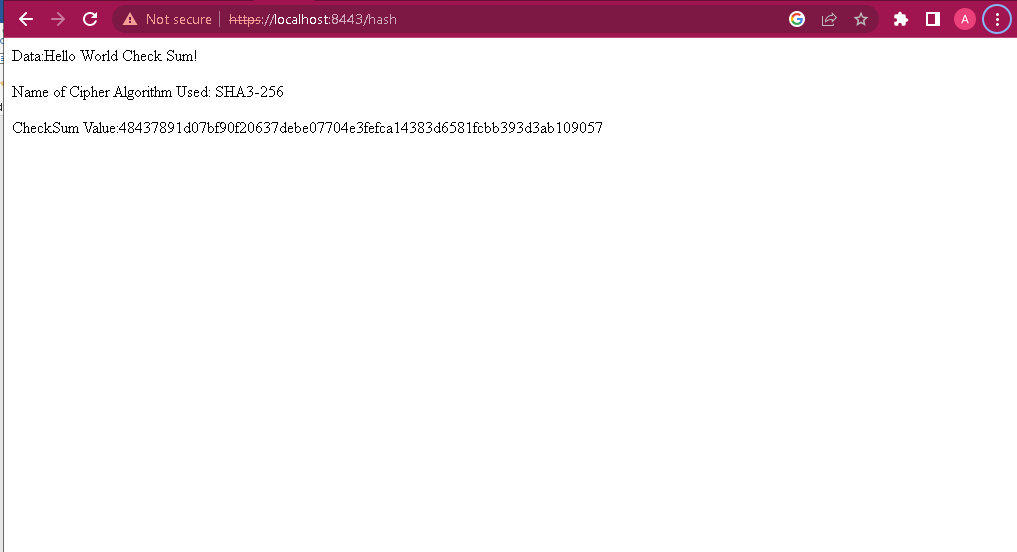 Not secure https://localhost:8443/hash A
Data:Hello World Check Sum!
Name of Cipher Algorithm Used: SHA3-256
CheckSum Value:48437891d07bf90f20637debe07704e3fefca14383d6581fcbb393d3ab109057